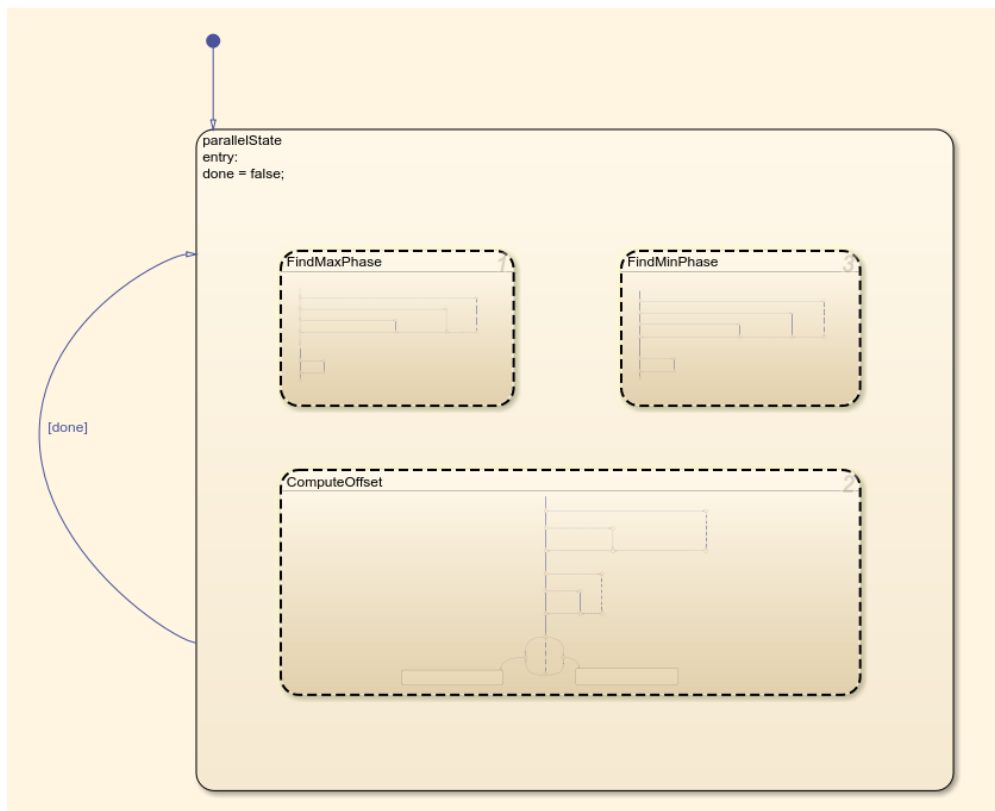 parallelState
entry:
done = false;
FindMaxPhase 1
FindMinPhase 3
[done]
ComputeOffset 2